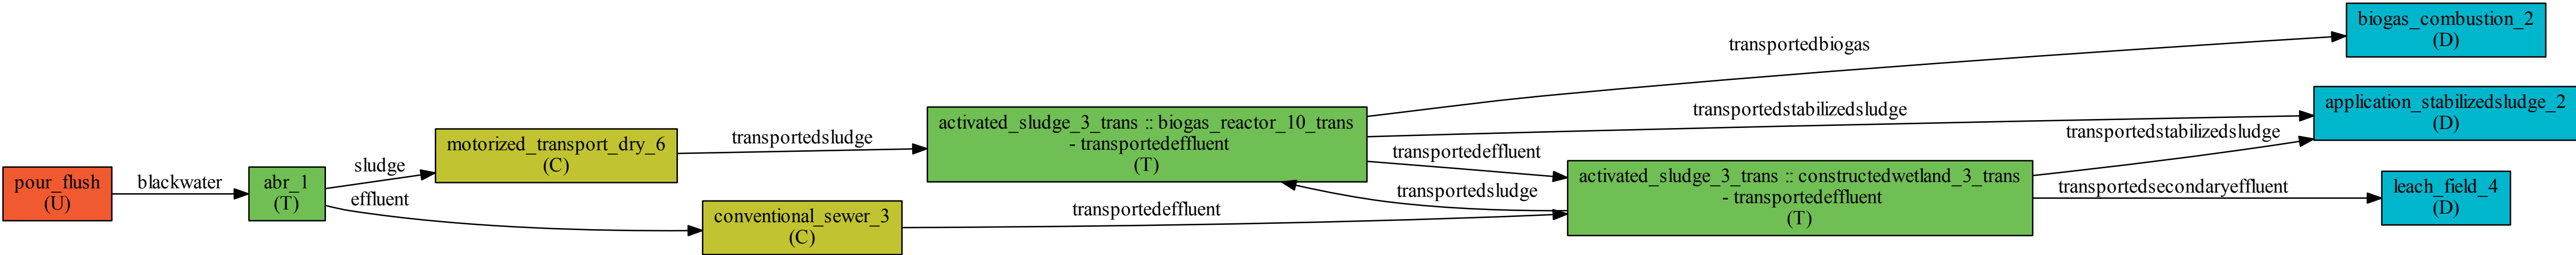 pour_flush
(U)
blackwater
abr_1
(T)
sludge
effluent
motorized_transport_dry_6
(C)
conventional_sewer_3
(C)
transportedsludge
transportedeffluent
activated_sludge_3_trans :: biogas_reactor_10_trans
- transportedeffluent
(T)
transportedbiogas
transportedstabilizedsludge
transportedeffluent
transportedsludge
activated_sludge_3_trans :: constructedwetland_3_trans
- transportedeffluent
(T)
transportedstabilizedsludge
transportedsecondaryeffluent
biogas_combustion_2
(D)
application_stabilizedsludge_2
(D)
leach_field_4
(D)